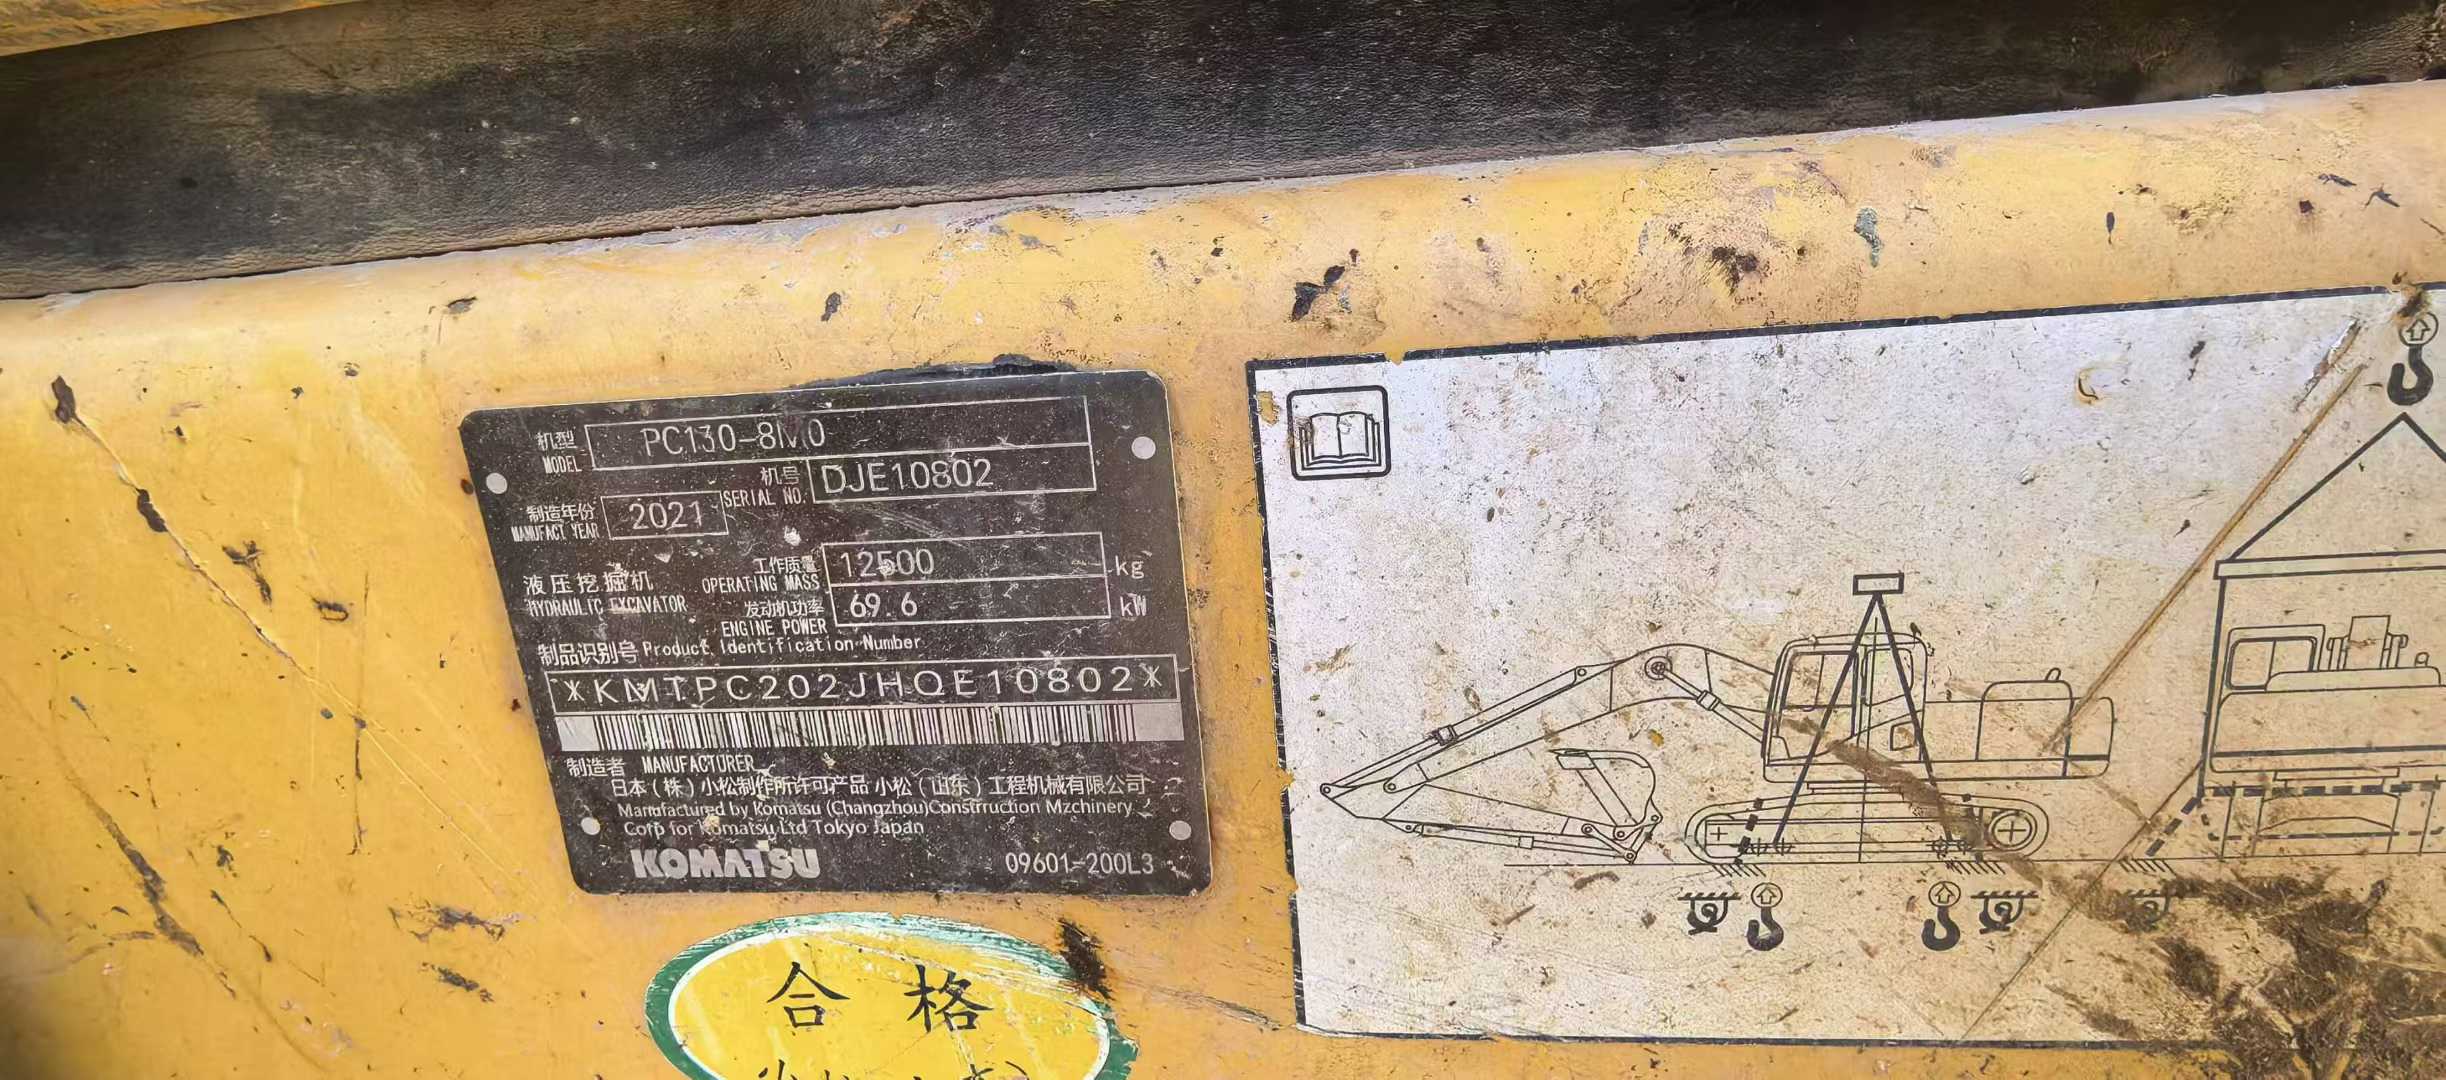 机型 PC130-8M0
MODEL
机号 DJE10802
SERIAL NO.
制造年份 2021
MANUFACT YEAR
工作质量 12500 kg
OPERATING MASS
液压挖掘机
HYDRAULIC EXCAVATOR
发动机功率 69.6 kW
ENGINE POWER
制品识别号 Product Identification Number
*KMTPC202JHQE10802*
制造者 MANUFACTURER
日本（株）小松制作所许可产品 小松（山东）工程机械有限公司
Manufactured by Komatsu (Changzhou)Constrruction Mzchinery
Corp for Komatsu Ltd Tokyo Japan
KOMATSU 09601-200L3
合格